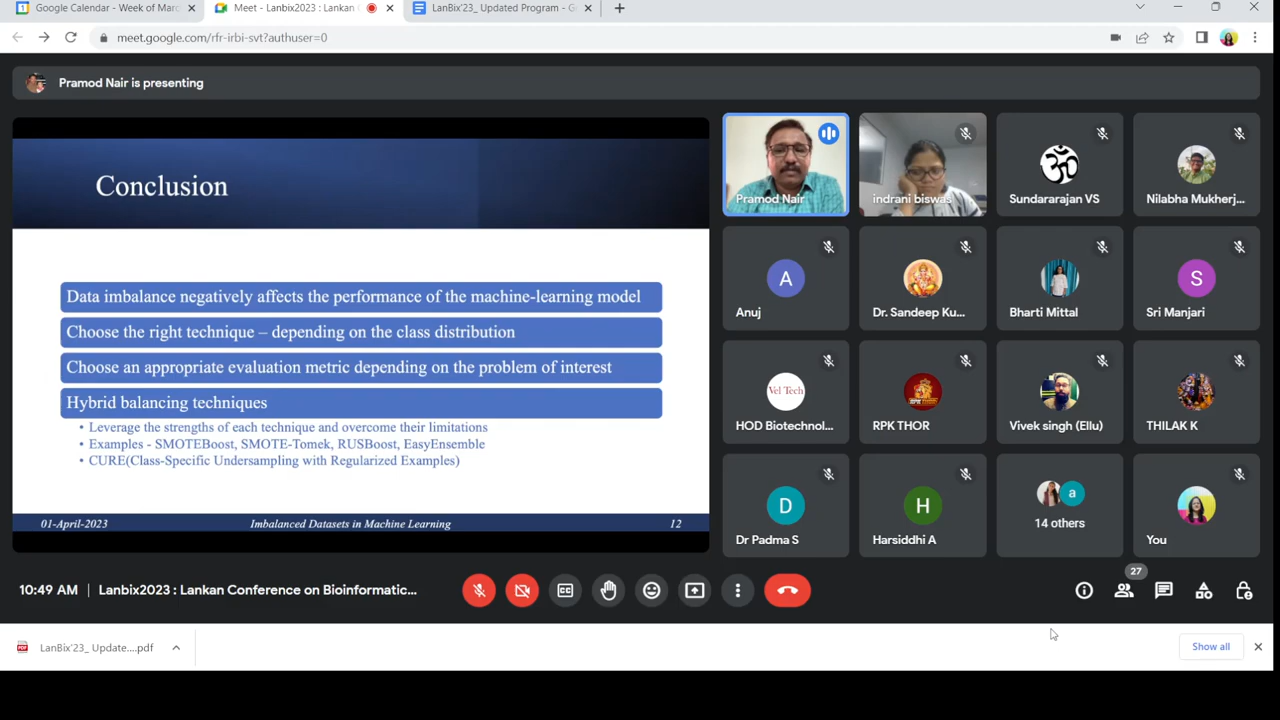 Google Calendar - Week of Marc
Meet - Lanbix2023 : Lankan C
LanBix'23_ Updated Program - G
meet.google.com/rfr-irbi-svt?authuser=0
Pramod Nair is presenting
Conclusion
Data imbalance negatively affects the performance of the machine-learning model
Choose the right technique – depending on the class distribution
Choose an appropriate evaluation metric depending on the problem of interest
Hybrid balancing techniques
• Leverage the strengths of each technique and overcome their limitations
• Examples - SMOTEBoost, SMOTE-Tomek, RUSBoost, EasyEnsemble
• CURE(Class-Specific Undersampling with Regularized Examples)
01-April-2023 Imbalanced Datasets in Machine Learning 12
Pramod Nair
indrani biswas
Sundararajan VS
Nilabha Mukherj...
A
Anuj
Dr. Sandeep Ku...
Bharti Mittal
S
Sri Manjari
Vel Tech
HOD Biotechnol...
RPK THOR
Vivek singh (Ellu)
THILAK K
D
Dr Padma S
H
Harsiddhi A
a
14 others
You
10:49 AM | Lanbix2023 : Lankan Conference on Bioinformatic...
CC
27
PDF
LanBix'23_ Update....pdf
Show all